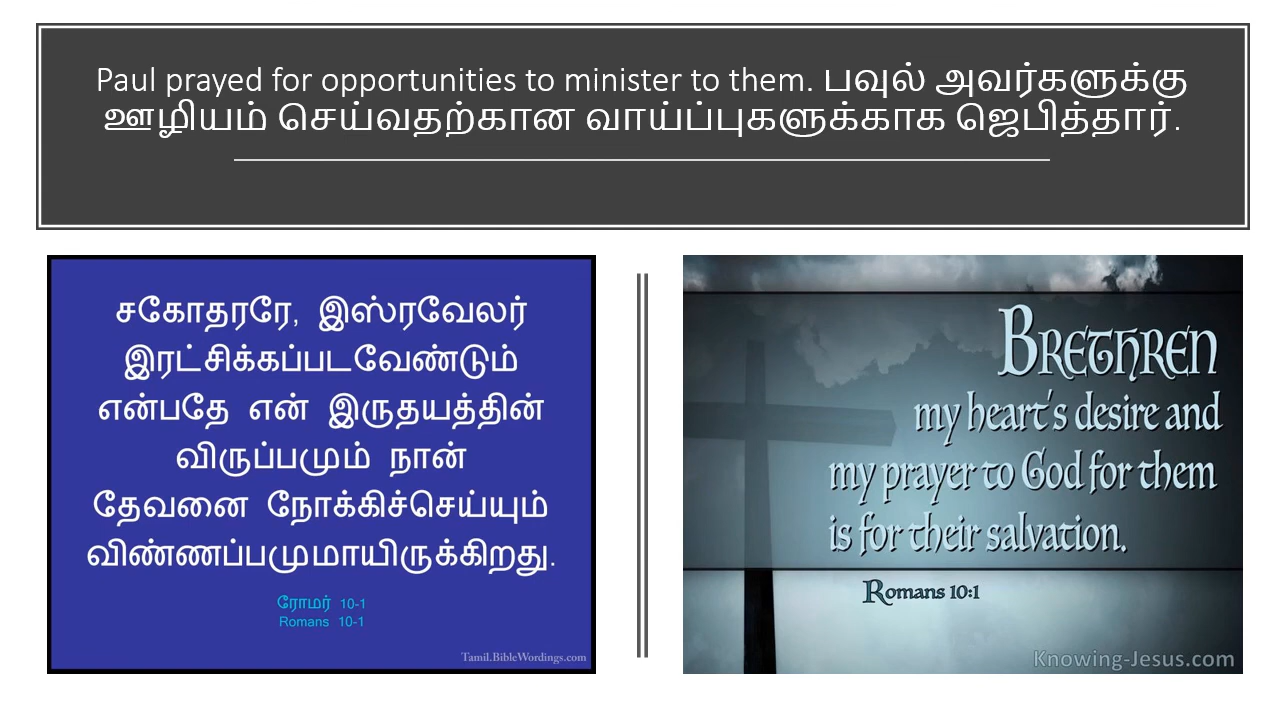 Paul prayed for opportunities to minister to them. பவுல் அவர்களுக்கு
ஊழியம் செய்வதற்கான வாய்ப்புகளுக்காக ஜெபித்தார்.
சகோதரரே, இஸ்ரவேலர்
இரட்சிக்கப்படவேண்டும்
என்பதே என் இருதயத்தின்
விருப்பமும் நான்
தேவனை நோக்கிச்செய்யும்
விண்ணப்பமுமாயிருக்கிறது.
ரோமர் 10-1
Romans 10-1
Tamil.BibleWordings.com
BRETHREN
my heart's desire and
my prayer to God for them
is for their salvation.
Romans 10:1
Knowing-Jesus.com